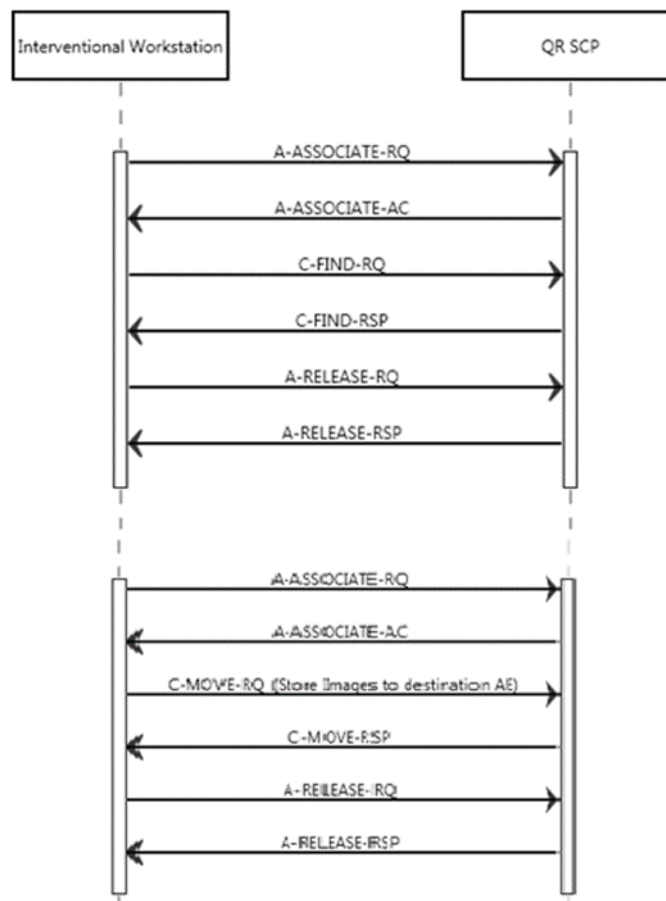 Interventional Workstation
QR SCP
A-ASSOCIATE-RQ
A-ASSOCIATE-AC
C-FIND-RQ
C-FIND-RSP
A-RELEASE-RQ
A-RELEASE-RSP
A-ASSOCIATE-RQ
A-ASSOCIATE-AC
C-MOVE-RQ (Store Images to destination AE)
C-MOVE-RSP
A-RELEASE-RQ
A-RELEASE-RSP